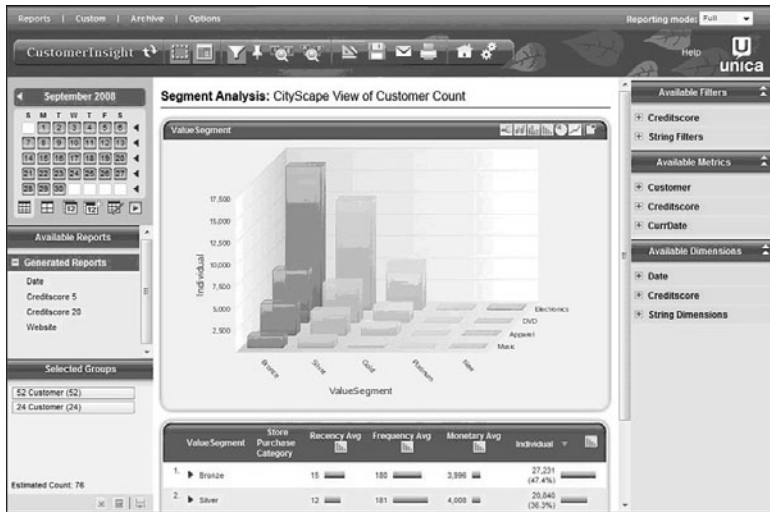 Reports | Custom | Archive | Options
Reporting mode: Full
CustomerInsight
Help
unica
September 2008
S M T W T F S
1 2 3 4 5 6
7 8 9 10 11 12 13
14 15 16 17 18 19 20
21 22 23 24 25 26 27
28 29 30
12 12
Available Reports
Generated Reports
Date
Creditscore 5
Creditscore 20
Website
Selected Groups
52 Customer (52)
24 Customer (24)
Estimated Count: 76
Segment Analysis: CityScape View of Customer Count
ValueSegment
17,500
15,000
12,500
10,000
7,500
5,000
2,500
Individual
Electronics
DVD
Apparel
Music
Bronze
Silver
Gold
Platinum
New
ValueSegment
ValueSegment Store Purchase Category Recency Avg Frequency Avg Monetary Avg Individual
1. Bronze 15 180 3,996 27,231 (47.4%)
2. Silver 12 181 4,008 20,840 (36.3%)
Available Filters
Creditscore
String Filters
Available Metrics
Customer
Creditscore
CurrDate
Available Dimensions
Date
Creditscore
String Dimensions